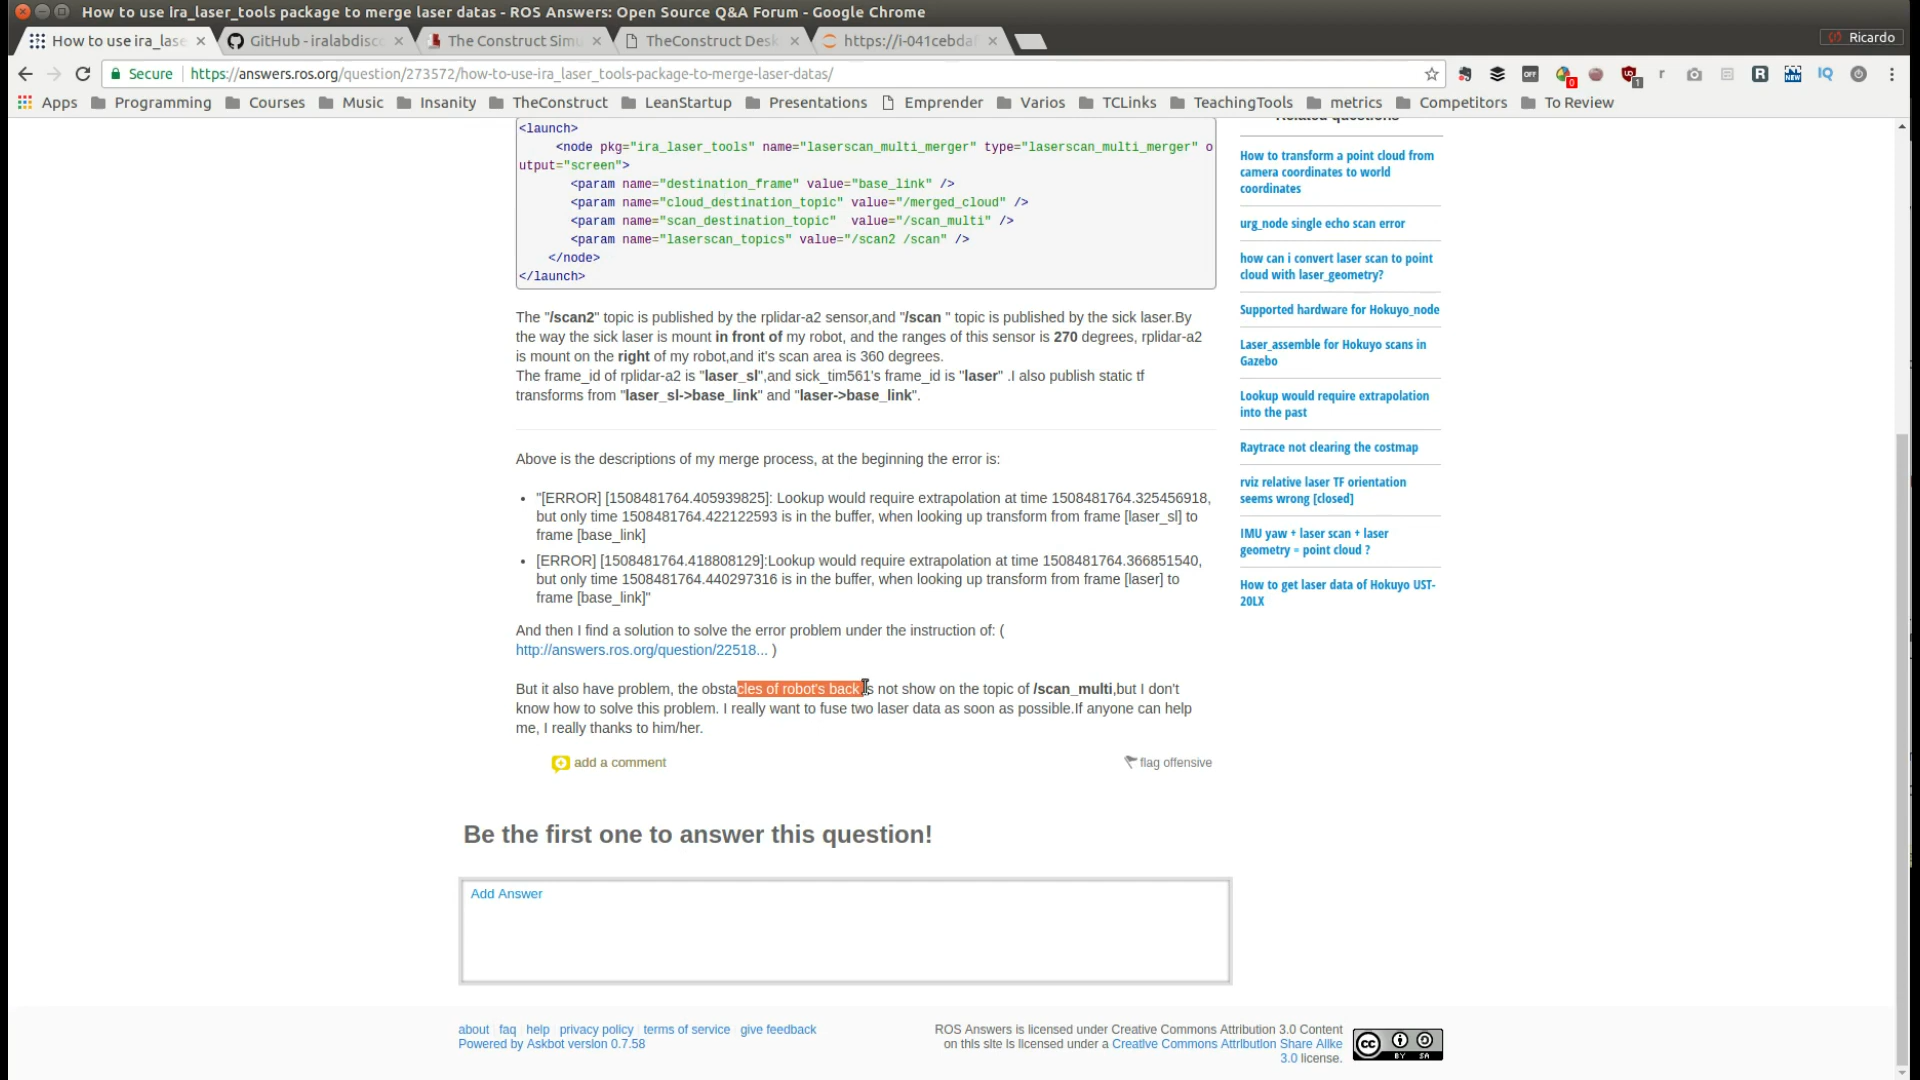 How to use ira_laser_tools package to merge laser datas - ROS Answers: Open Source Q&A Forum - Google Chrome
How to use ira_lase × GitHub - iralabdisco × The Construct Simu × TheConstruct Desk × https://i-041cebda × Ricardo
Secure https://answers.ros.org/question/273572/how-to-use-ira_laser_tools-package-to-merge-laser-datas/
Apps Programming Courses Music Insanity TheConstruct LeanStartup Presentations Emprender Varios TCLinks TeachingTools metrics Competitors To Review
<launch>
<node pkg="ira_laser_tools" name="laserscan_multi_merger" type="laserscan_multi_merger" o
utput="screen">
<param name="destination_frame" value="base_link" />
<param name="cloud_destination_topic" value="/merged_cloud" />
<param name="scan_destination_topic"  value="/scan_multi" />
<param name="laserscan_topics" value="/scan2 /scan" />
</node>
</launch>
The "/scan2" topic is published by the rplidar-a2 sensor,and "/scan " topic is published by the sick laser.By
the way the sick laser is mount in front of my robot, and the ranges of this sensor is 270 degrees, rplidar-a2
is mount on the right of my robot,and it's scan area is 360 degrees.
The frame_id of rplidar-a2 is "laser_sl",and sick_tim561's frame_id is "laser" .I also publish static tf
transforms from "laser_sl->base_link" and "laser->base_link".
Above is the descriptions of my merge process, at the beginning the error is:
• "[ERROR] [1508481764.405939825]: Lookup would require extrapolation at time 1508481764.325456918,
but only time 1508481764.422122593 is in the buffer, when looking up transform from frame [laser_sl] to
frame [base_link]
• [ERROR] [1508481764.418808129]:Lookup would require extrapolation at time 1508481764.366851540,
but only time 1508481764.440297316 is in the buffer, when looking up transform from frame [laser] to
frame [base_link]"
And then I find a solution to solve the error problem under the instruction of: (
http://answers.ros.org/question/22518... )
But it also have problem, the obstacles of robot's back is not show on the topic of /scan_multi,but I don't
know how to solve this problem. I really want to fuse two laser data as soon as possible.If anyone can help
me, I really thanks to him/her.
add a comment flag offensive
Be the first one to answer this question!
Add Answer
Related questions
How to transform a point cloud from
camera coordinates to world
coordinates
urg_node single echo scan error
how can i convert laser scan to point
cloud with laser_geometry?
Supported hardware for Hokuyo_node
Laser_assemble for Hokuyo scans in
Gazebo
Lookup would require extrapolation
into the past
Raytrace not clearing the costmap
rviz relative laser TF orientation
seems wrong [closed]
IMU yaw + laser scan + laser
geometry = point cloud ?
How to get laser data of Hokuyo UST-
20LX
about faq help privacy policy terms of service give feedback
Powered by Askbot version 0.7.58
ROS Answers is licensed under Creative Commons Attribution 3.0 Content
on this site is licensed under a Creative Commons Attribution Share Alike
3.0 license.
cc BY SA